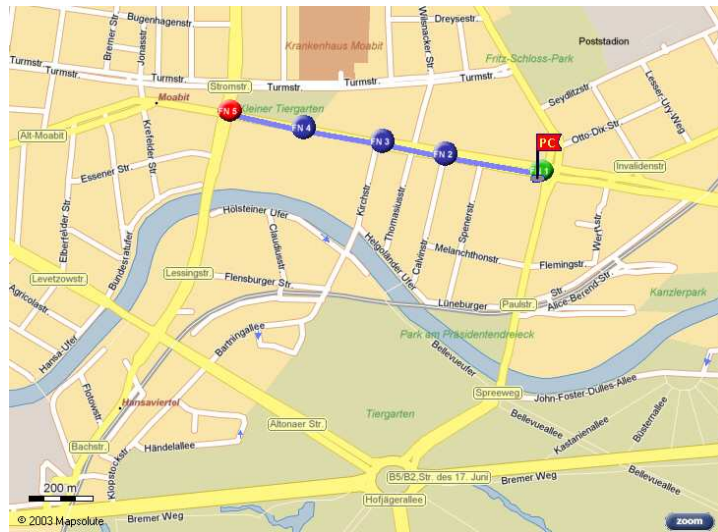 Bugenhagenstr.
Bremer Str.
Jonasstr.
Krankenhaus Moabit
Wilsnacker Str.
Dreysestr.
Poststadion
Fritz-Schloss-Park
Turmstr.
Turmstr.
Turmstr.
Turmstr.
Turmstr.
Stromstr.
Seydlitzstr.
Lesser-Ury-Weg
Moabit
Kleiner Tiergarten
FN 5
FN 4
FN 3
FN 2
PC
Alt-Moabit
Krefelder Str.
Otto-Dix-Str.
Invalidenstr
Essener Str.
Elberfelder Str.
Bundesratufer
Holsteiner Ufer
Claudiusstr.
Kirchstr.
Thomasiusstr.
Helgoländer Ufer
Calvinstr.
Spenerstr.
Melanchthonstr.
Werftstr.
Flemingstr.
Levetzowstr.
Lessingstr.
Flensburger Str.
Lüneburger
Str.
Paulstr.
Alice-Berend-Str.
Kanzlerpark
Agricolastr.
Hansa-Ufer
Bartningallee
Park am Präsidentendreieck
Bellevueufer
Flotowstr.
Hansaviertel
Spreeweg
John-Foster-Dulles-Allee
Tiergarten
Altonaer Str.
Bellevueallee
Kastanienallee
Büsternallee
Bachstr.
Händelallee
Klopstockstr.
Bellevueallee
B5/B2,Str. des 17. Juni
Bremer Weg
Hofjägerallee
200 m
© 2003 Mapsolute
Bremer Weg
Bremer Weg
zoom